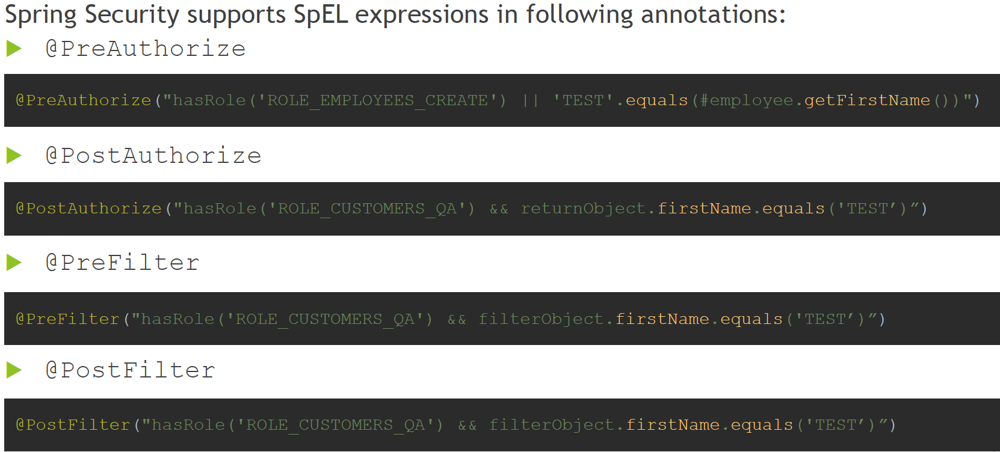 Spring Security supports SpEL expressions in following annotations:
@PreAuthorize
@PreAuthorize("hasRole('ROLE_EMPLOYEES_CREATE') || 'TEST'.equals(#employee.getFirstName())")
@PostAuthorize
@PostAuthorize("hasRole('ROLE_CUSTOMERS_QA') && returnObject.firstName.equals('TEST’)”)
@PreFilter
@PreFilter("hasRole('ROLE_CUSTOMERS_QA') && filterObject.firstName.equals('TEST’)”)
@PostFilter
@PostFilter("hasRole('ROLE_CUSTOMERS_QA') && filterObject.firstName.equals('TEST’)”)